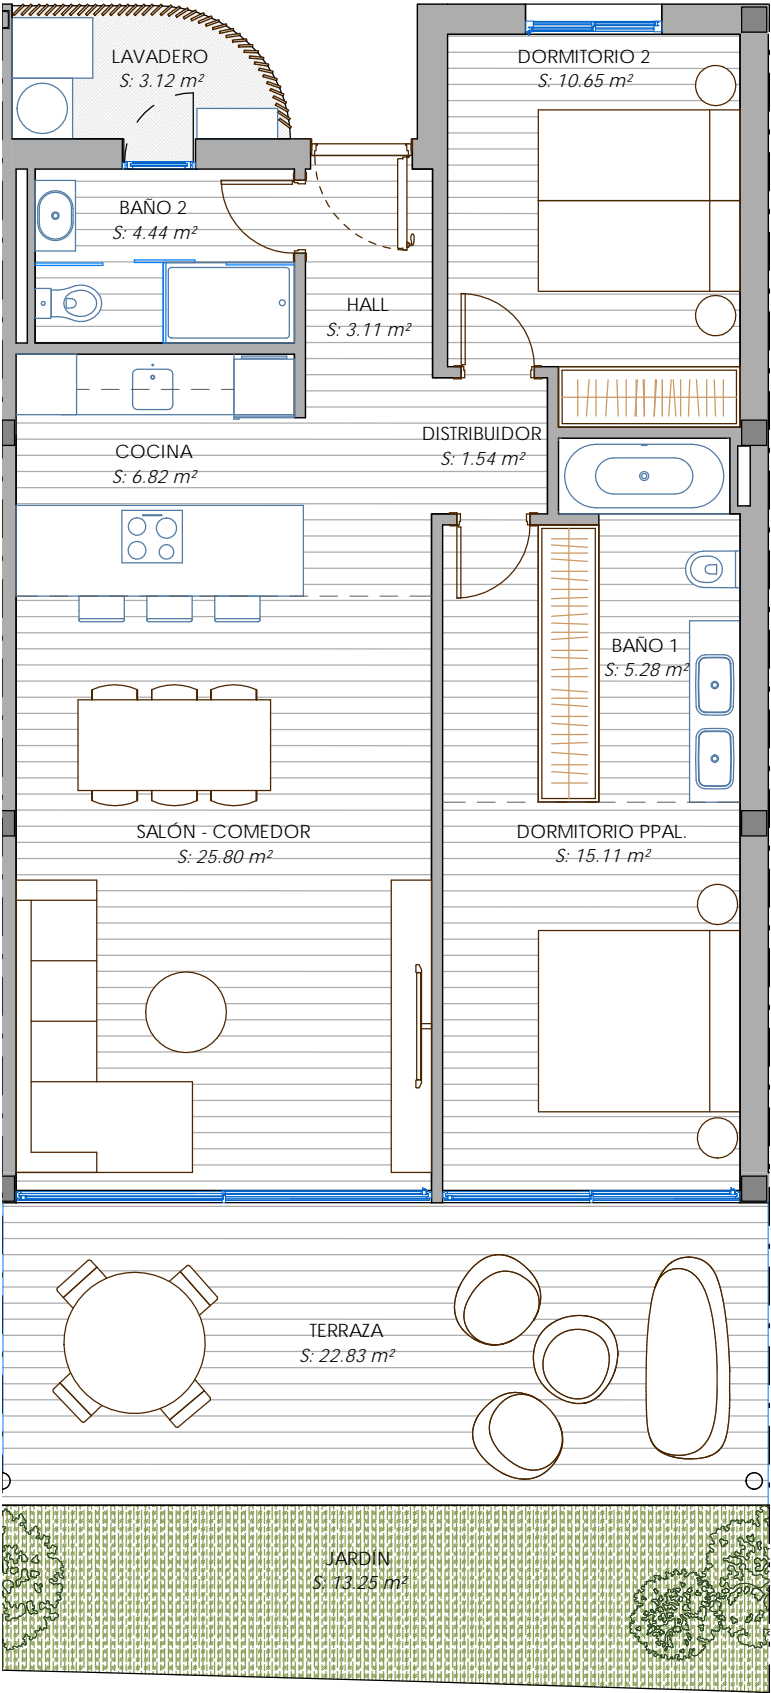 LAVADERO
S: 3.12 m²
DORMITORIO 2
S: 10.65 m²
BAÑO 2
S: 4.44 m²
HALL
S: 3.11 m²
DISTRIBUIDOR
S: 1.54 m²
COCINA
S: 6.82 m²
BAÑO 1
S: 5.28 m²
SALÓN - COMEDOR
S: 25.80 m²
DORMITORIO PPAL.
S: 15.11 m²
TERRAZA
S: 22.83 m²
JARDÍN
S: 13.25 m²